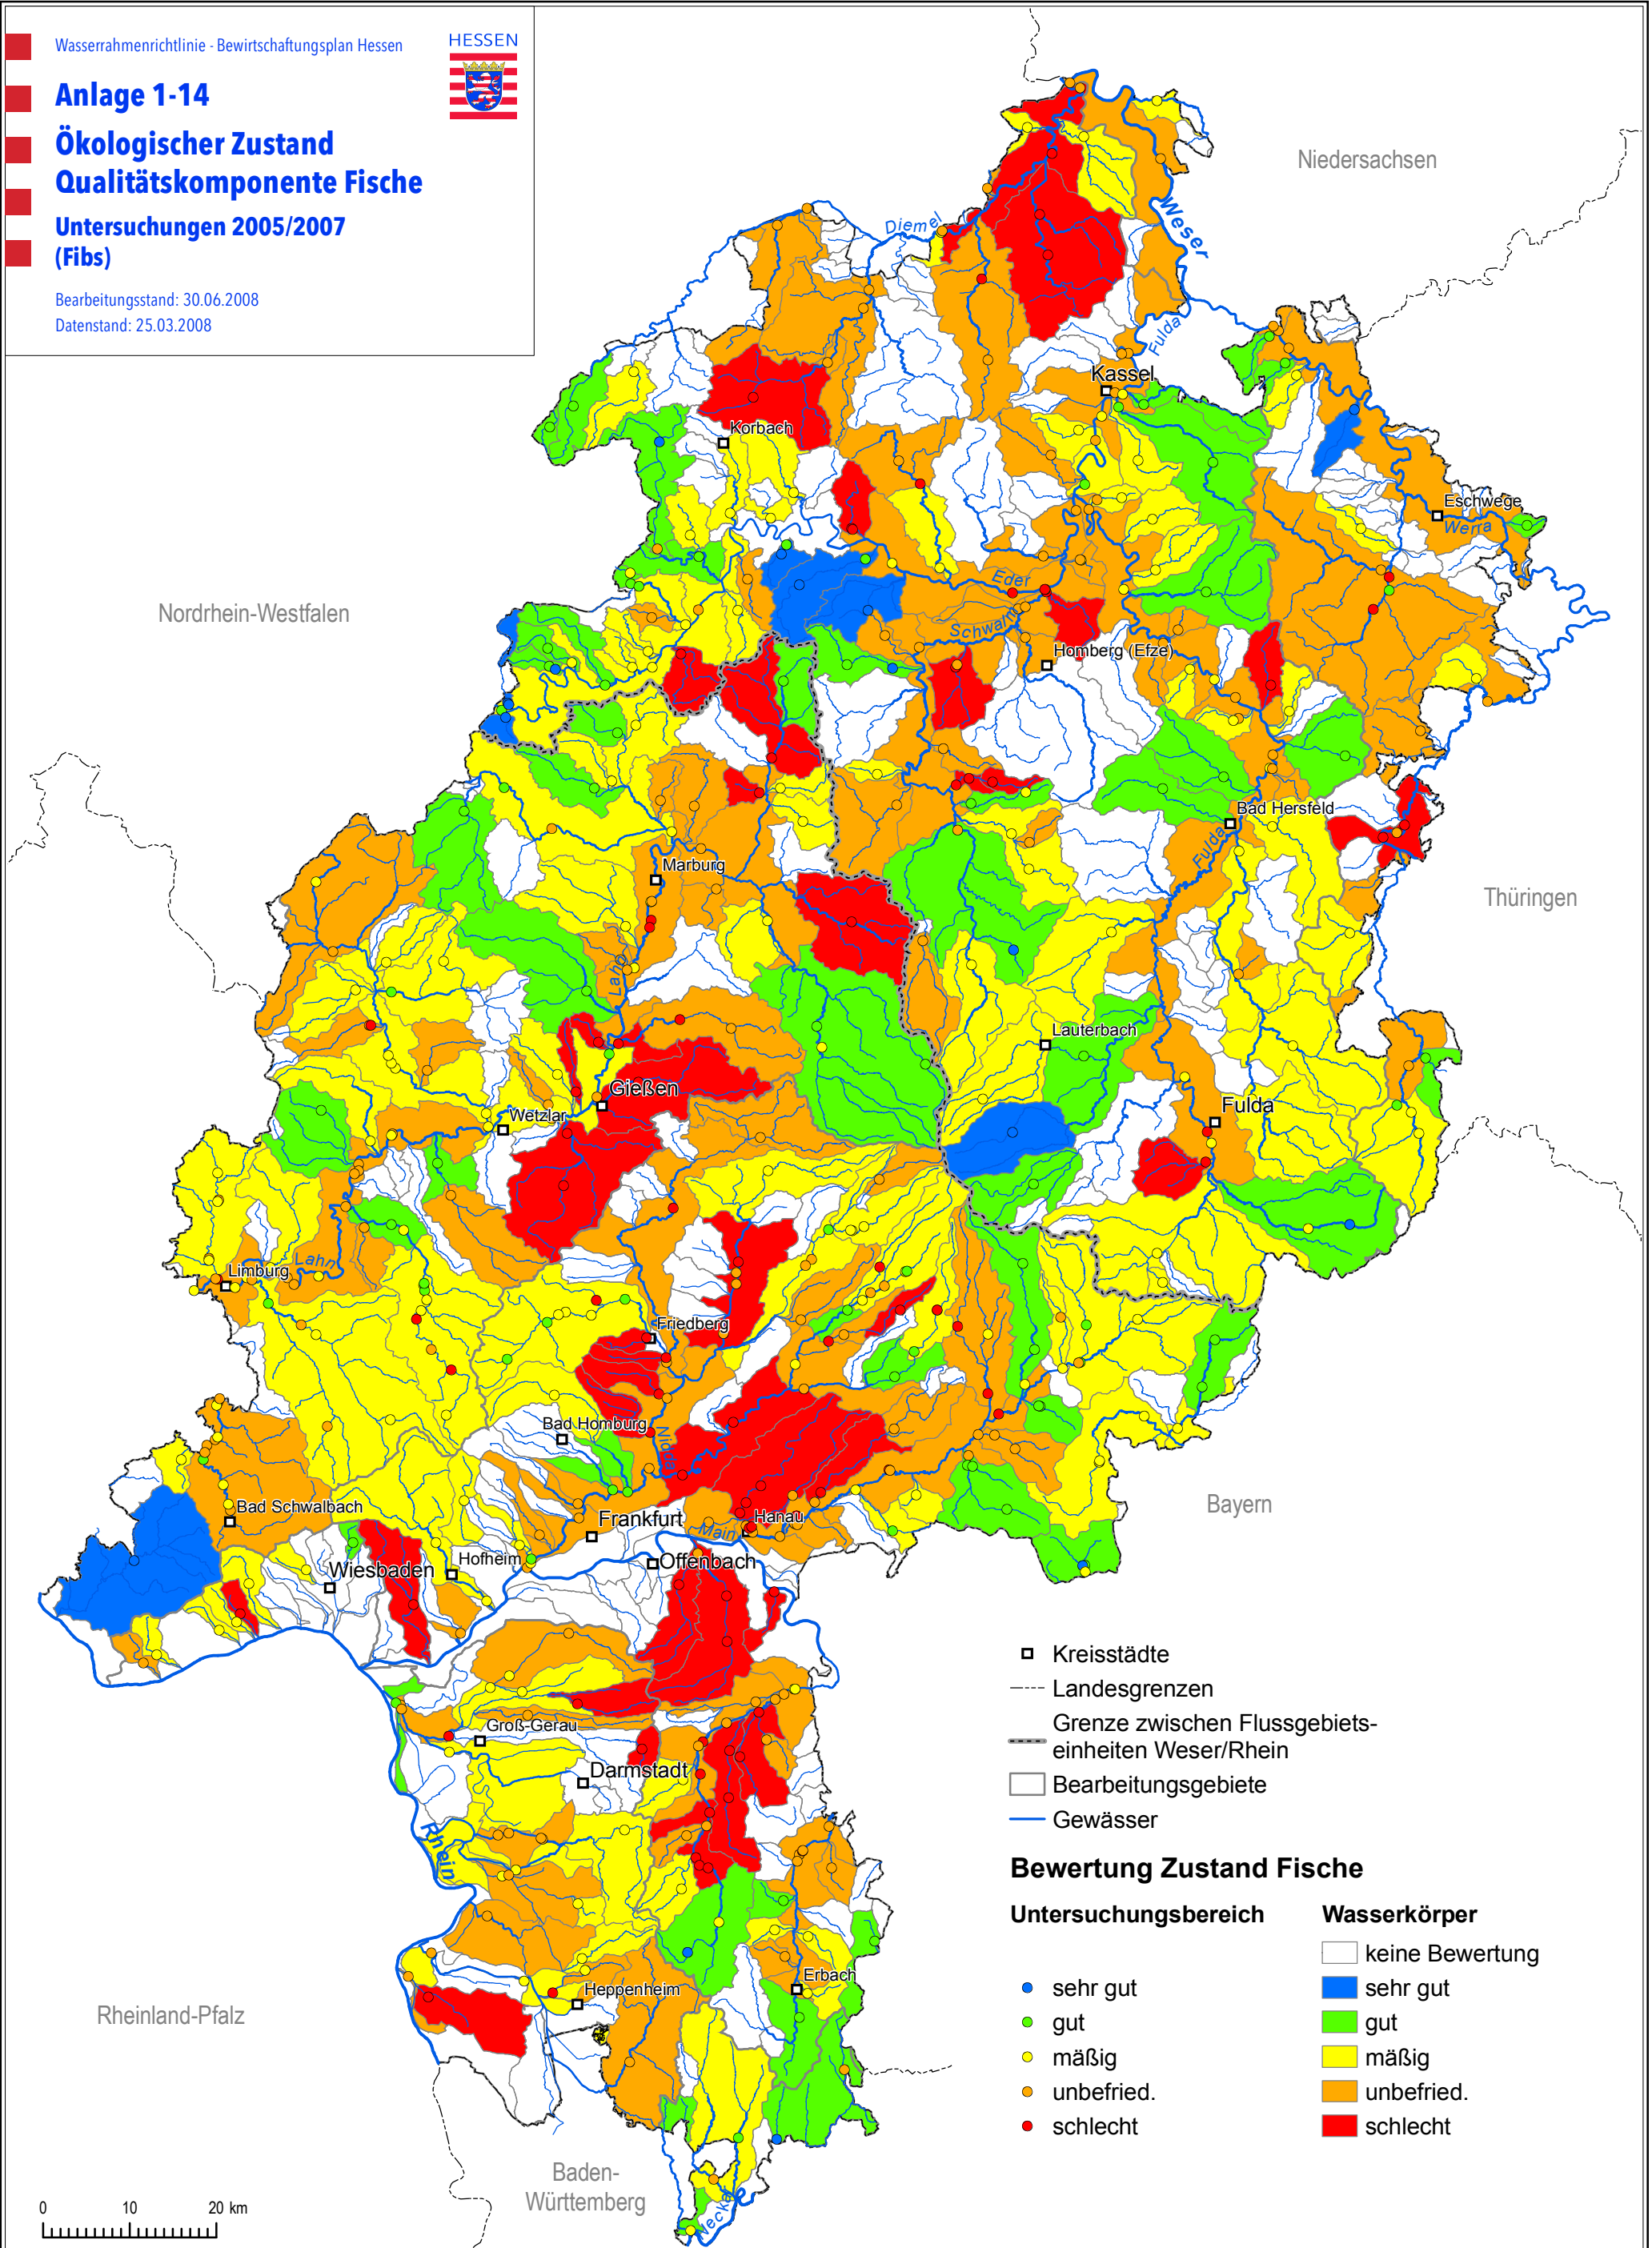 Wasserrahmenrichtlinie - Bewirtschaftungsplan Hessen
HESSEN
Anlage 1-14
Ökologischer Zustand
Qualitätskomponente Fische
Untersuchungen 2005/2007
(Fibs)
Bearbeitungsstand: 30.06.2008
Datenstand: 25.03.2008
Niedersachsen
Diemel
Weser
Fulda
Kassel
Korbach
Eschwege
Werra
Eder
Nordrhein-Westfalen
Schwalm
Homberg (Efze)
Bad Hersfeld
Fulda
Marburg
Thüringen
Lahn
Lauterbach
Gießen
Wetzlar
Fulda
Lahn
Limburg
Friedberg
Bad Homburg
Nidda
Bad Schwalbach
Frankfurt
Hanau
Main
Bayern
Hofheim
Offenbach
Wiesbaden
Groß-Gerau
Darmstadt
Rhein
Erbach
Heppenheim
Rheinland-Pfalz
Baden-
Württemberg
Neckar
0 10 20 km
Kreisstädte
Landesgrenzen
Grenze zwischen Flussgebiets-
einheiten Weser/Rhein
Bearbeitungsgebiete
Gewässer
Bewertung Zustand Fische
Untersuchungsbereich
sehr gut
gut
mäßig
unbefried.
schlecht
Wasserkörper
keine Bewertung
sehr gut
gut
mäßig
unbefried.
schlecht